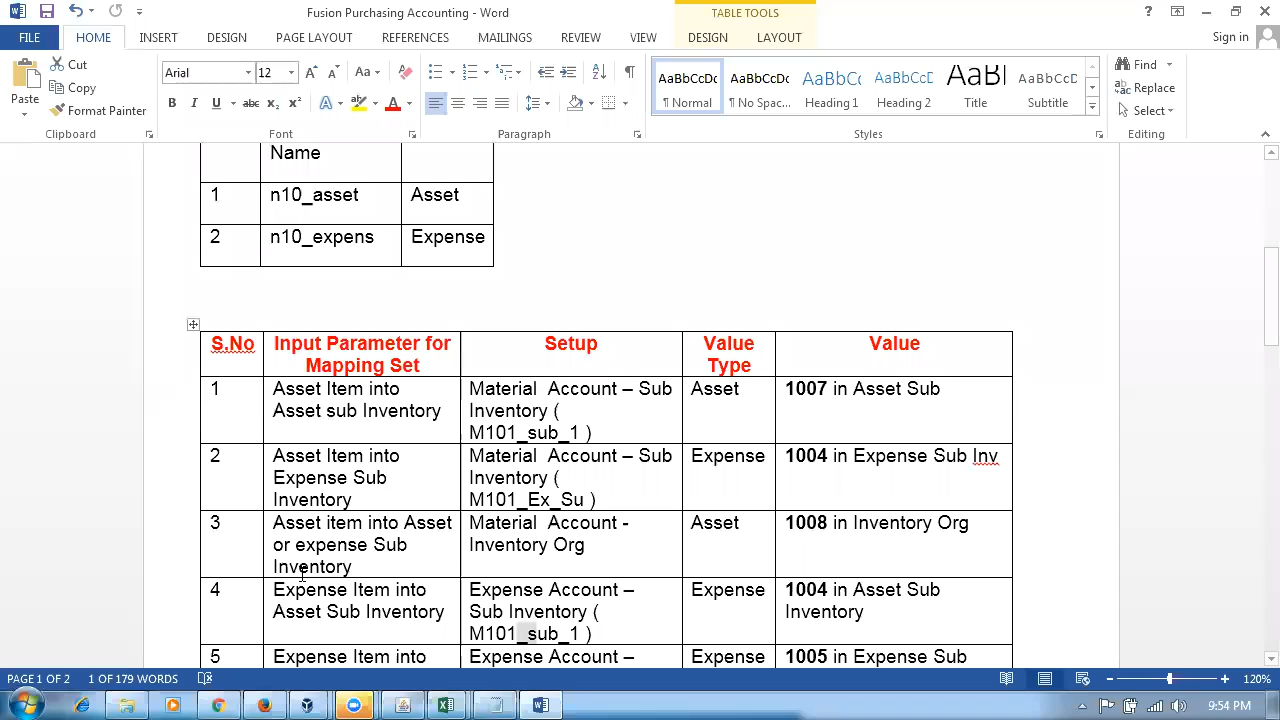 Fusion Purchasing Accounting - Word
TABLE TOOLS
FILE HOME INSERT DESIGN PAGE LAYOUT REFERENCES MAILINGS REVIEW VIEW DESIGN LAYOUT Sign in
Paste
Cut
Copy
Format Painter
Clipboard
Arial 12
B I U abc x2 x2
Font
Paragraph
AaBbCcDc AaBbCcDc AaBbCc AaBbCcD AaB AaBbCcD
¶ Normal ¶ No Spac... Heading 1 Heading 2 Title Subtitle
Styles
Find
Replace
Select
Editing
Name
1 n10_asset Asset
2 n10_expens Expense
S.No Input Parameter for Mapping Set Setup Value Type Value
1 Asset Item into Asset sub Inventory Material Account – Sub Inventory ( M101_sub_1 ) Asset 1007 in Asset Sub
2 Asset Item into Expense Sub Inventory Material Account – Sub Inventory ( M101_Ex_Su ) Expense 1004 in Expense Sub Inv
3 Asset item into Asset or expense Sub Inventory Material Account - Inventory Org Asset 1008 in Inventory Org
4 Expense Item into Asset Sub Inventory Expense Account – Sub Inventory ( M101_sub_1 ) Expense 1004 in Asset Sub Inventory
5 Expense Item into Expense Account – Expense 1005 in Expense Sub
PAGE 1 OF 2 1 OF 179 WORDS 120%
9:54 PM